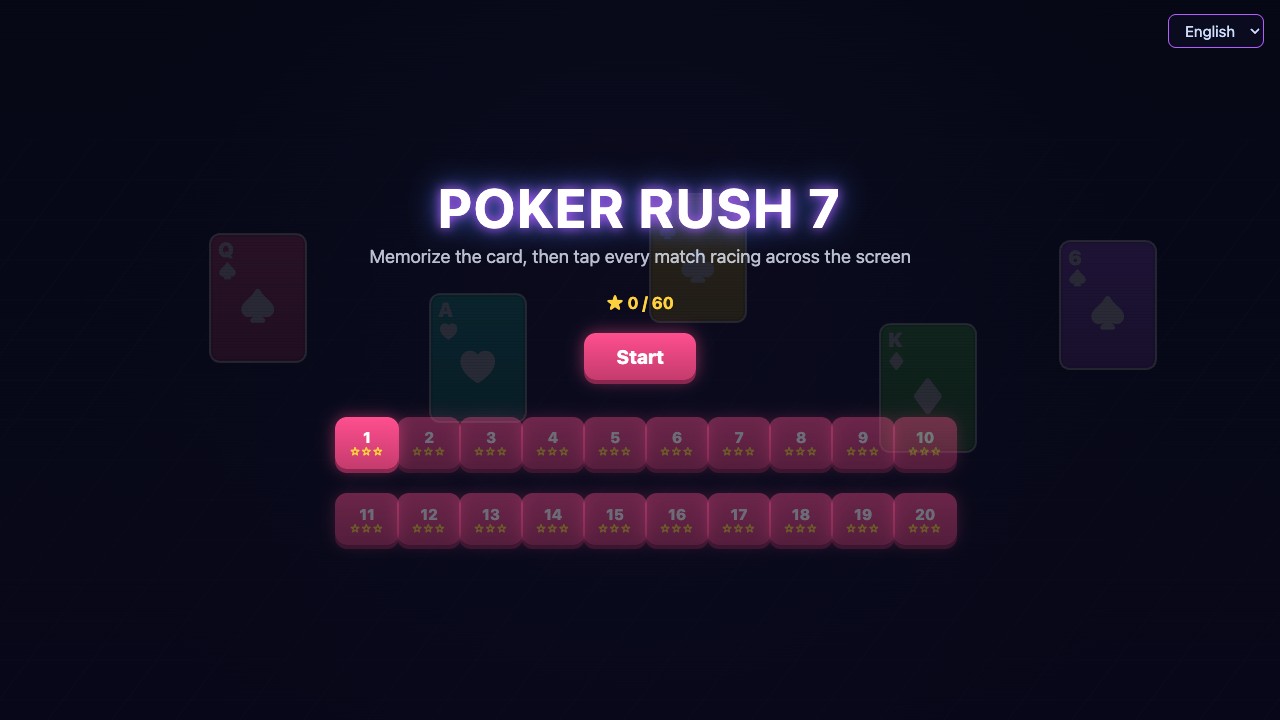 English
POKER RUSH 7
Memorize the card, then tap every match racing across the screen
0 / 60
Q
A
K
6
Start
1 2 3 4 5 6 7 8 9 10
11 12 13 14 15 16 17 18 19 20